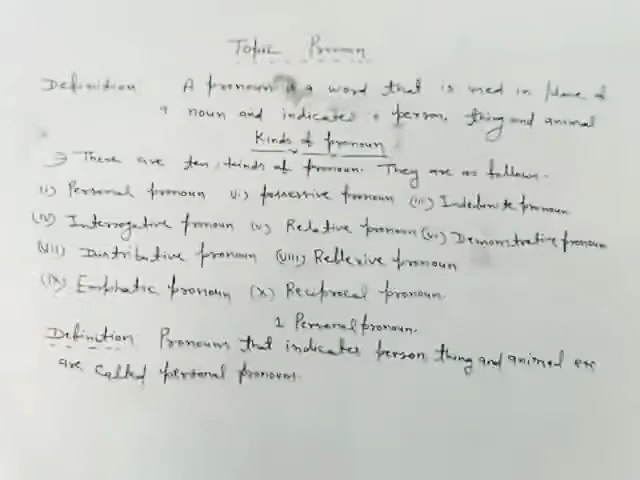 Topic Pronoun
Definition A pronoun is a word that is used in place of
a noun and indicates a person, thing and animal
Kinds of pronoun
→ There are ten kinds of pronoun. They are as follows.
(i) Personal pronoun (ii) possessive pronoun (iii) Indefinite pronoun
(iv) Interrogative pronoun (v) Relative pronoun (vi) Demonstrative pronoun
(vii) Distributive pronoun (viii) Reflexive pronoun
(ix) Emphatic pronoun (x) Reciprocal pronoun
1 Personal pronoun.
Definition Pronouns that indicates person thing and animal
are called personal pronoun.